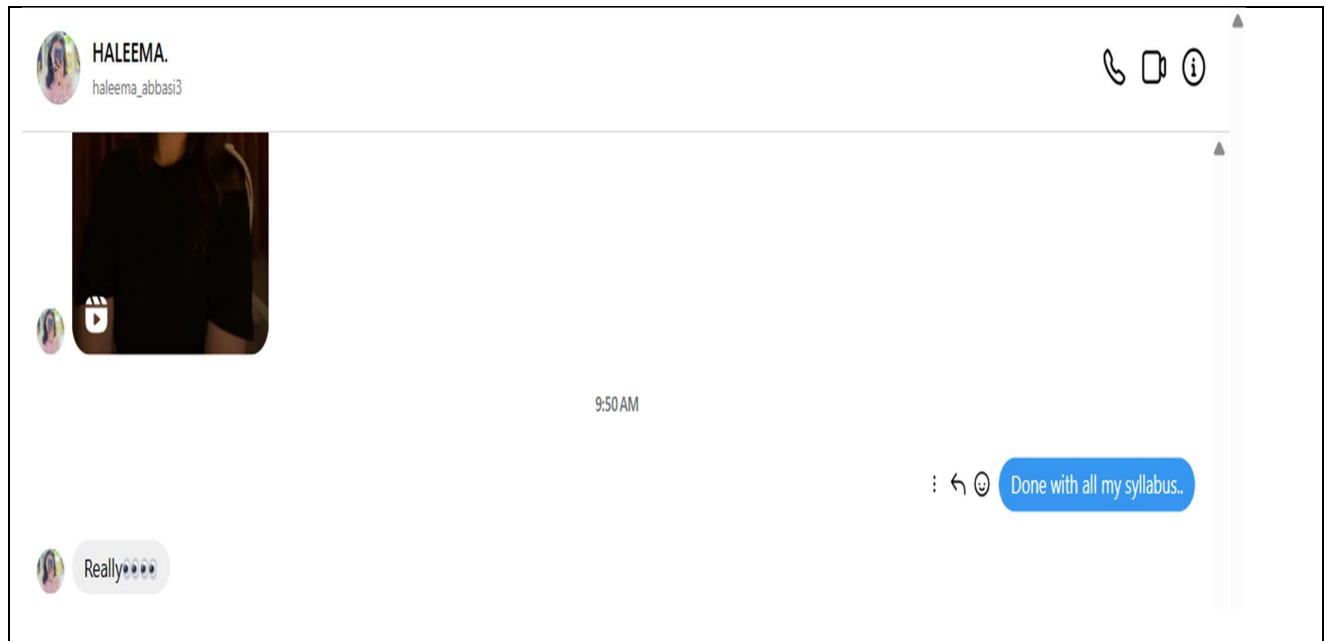 HALEEMA.
haleema_abbasi3
9:50 AM
Done with all my syllabus..
Really👀👀